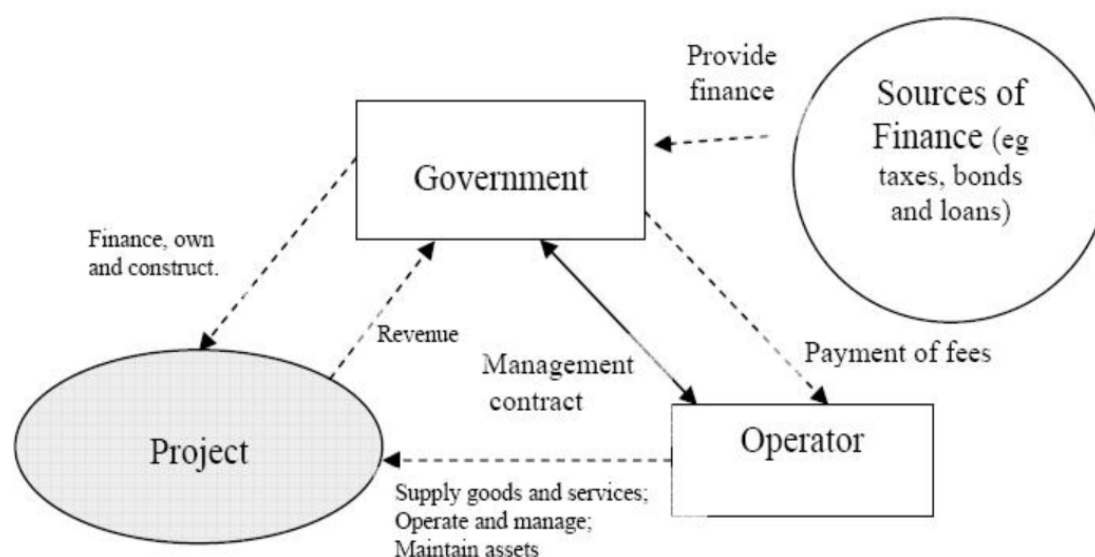 Provide
finance
Sources of
Finance (eg
taxes, bonds
and loans)
Government
Finance, own
and construct.
Revenue
Management
contract
Payment of fees
Project
Operator
Supply goods and services;
Operate and manage;
Maintain assets